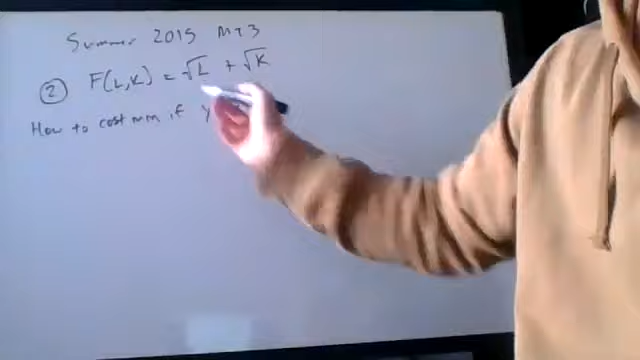 Summer 2015 MT3
② F(L,K) = √L + √K
How to cost min if y